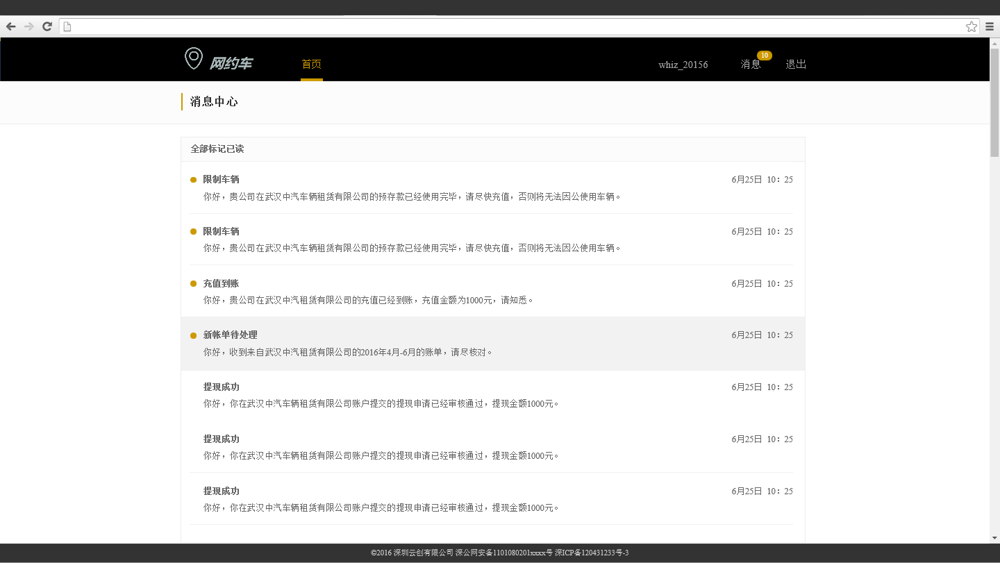 网约车
首页
whiz_20156
消息
10
退出
消息中心
全部标记已读
限制车辆
6月25日 10：25
你好，贵公司在武汉中汽车辆租赁有限公司的预存款已经使用完毕，请尽快充值，否则将无法因公使用车辆。
限制车辆
6月25日 10：25
你好，贵公司在武汉中汽车辆租赁有限公司的预存款已经使用完毕，请尽快充值，否则将无法因公使用车辆。
充值到账
6月25日 10：25
你好，贵公司在武汉中汽租赁有限公司的充值已经到账，充值金额为1000元，请知悉。
新帐单待处理
6月25日 10：25
你好，收到来自武汉中汽租赁有限公司的2016年4月-6月的账单，请尽核对。
提现成功
6月25日 10：25
你好，你在武汉中汽车辆租赁有限公司账户提交的提现申请已经审核通过，提现金额1000元。
提现成功
6月25日 10：25
你好，你在武汉中汽车辆租赁有限公司账户提交的提现申请已经审核通过，提现金额1000元。
提现成功
6月25日 10：25
你好，你在武汉中汽车辆租赁有限公司账户提交的提现申请已经审核通过，提现金额1000元。
©2016 深圳云创有限公司 深公网安备1101080201xxxx号 深ICP备120431233号-3